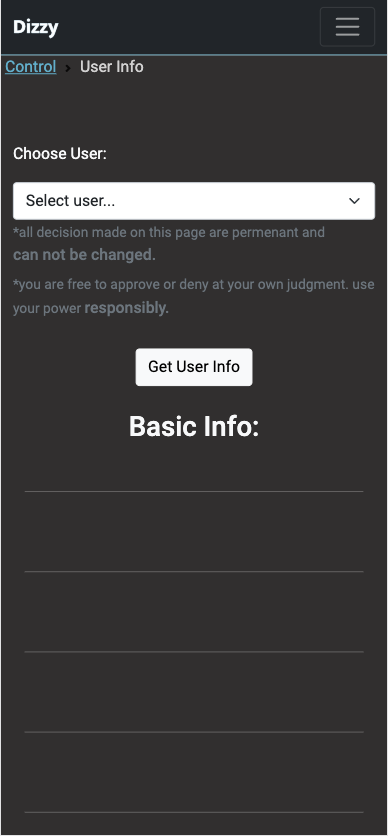 Dizzy
Control › User Info
Choose User:
Select user...
*all decision made on this page are permenant and
can not be changed.
*you are free to approve or deny at your own judgment. use
your power responsibly.
Get User Info
Basic Info: